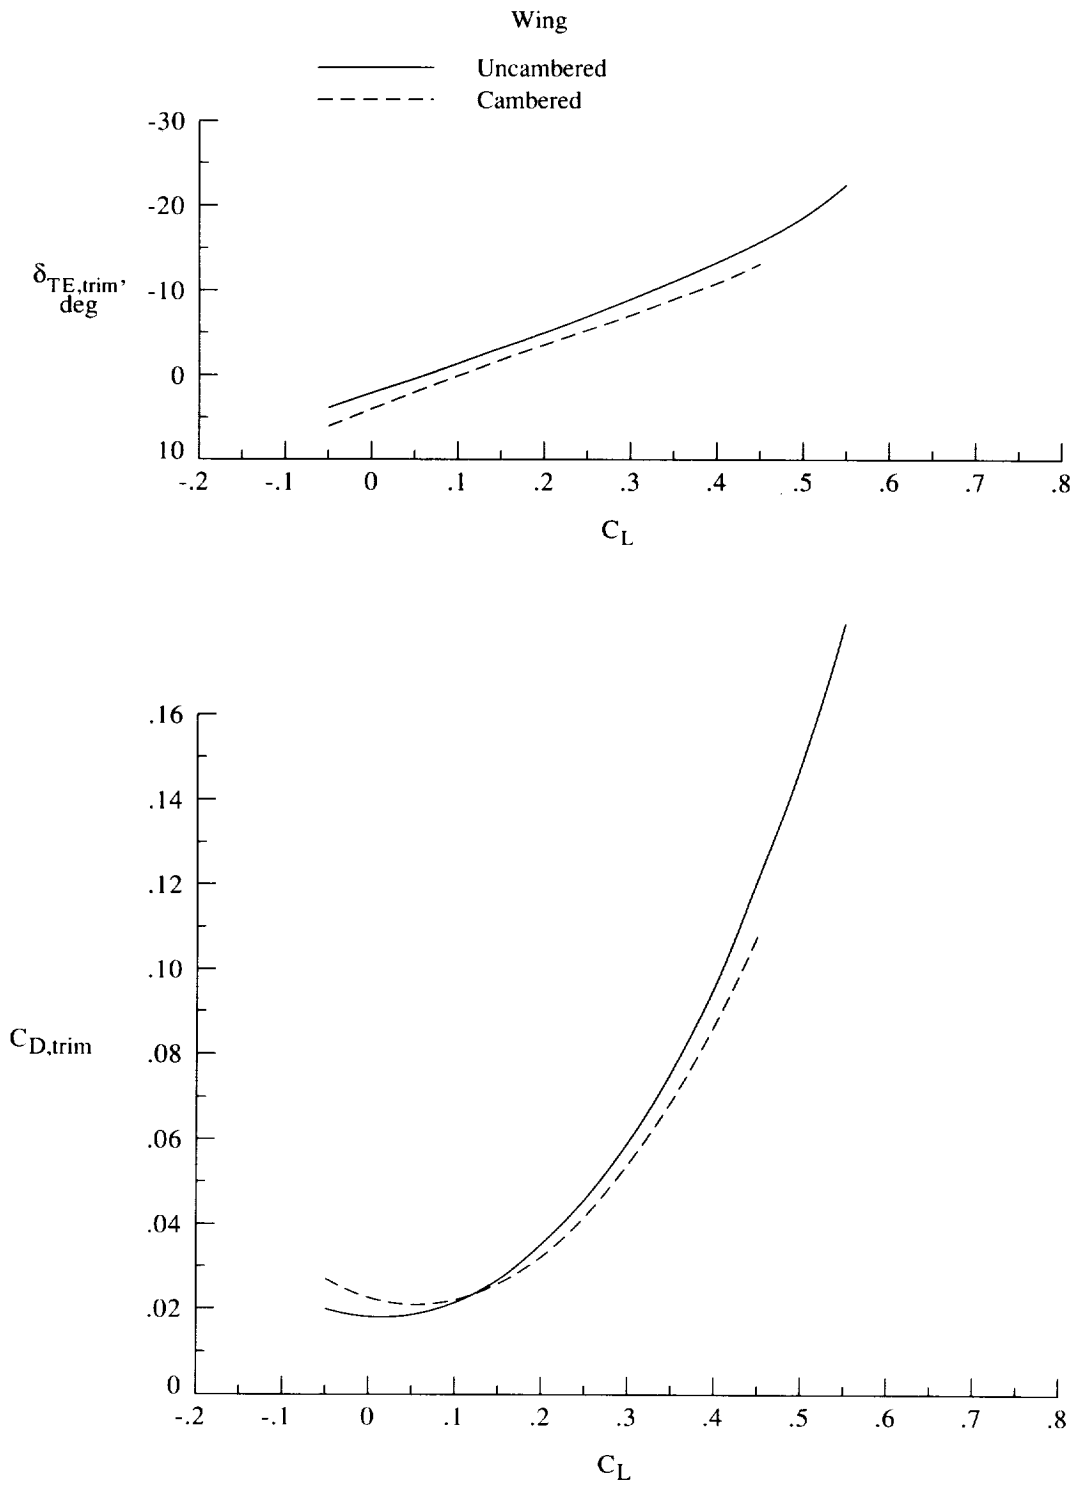 Wing
Uncambered
Cambered
-30
-20
δTE,trim,
deg
-10
0
10
-.2 -.1 0 .1 .2 .3 .4 .5 .6 .7 .8
CL
.16
.14
.12
.10
CD,trim
.08
.06
.04
.02
0
-.2 -.1 0 .1 .2 .3 .4 .5 .6 .7 .8
CL